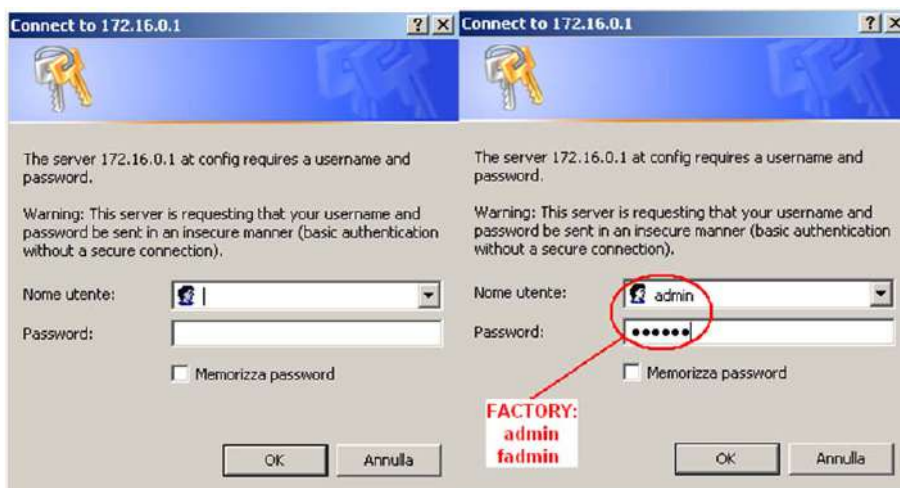 Connect to 172.16.0.1
The server 172.16.0.1 at config requires a username and
password.
Warning: This server is requesting that your username and
password be sent in an insecure manner (basic authentication
without a secure connection).
Nome utente:
Password:
Memorizza password
OK
Annulla
Connect to 172.16.0.1
The server 172.16.0.1 at config requires a username and
password.
Warning: This server is requesting that your username and
password be sent in an insecure manner (basic authentication
without a secure connection).
Nome utente:
admin
Password:
●●●●●●
Memorizza password
FACTORY:
admin
fadmin
OK
Annulla